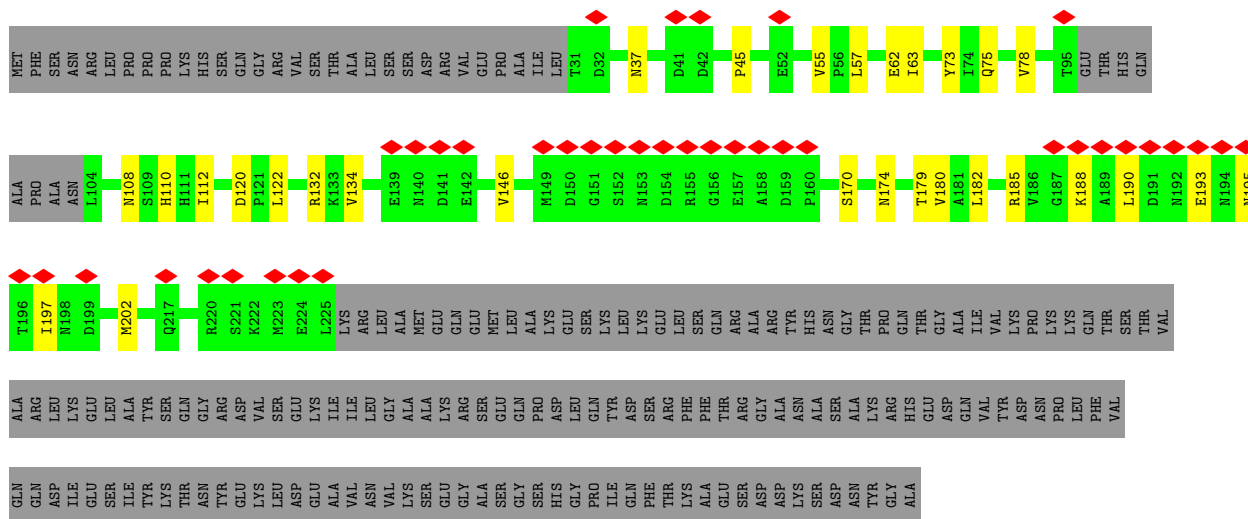 MET PHE SER ASN ARG LEU PRO PRO PRO LYS HIS SER GLN GLY ARG VAL SER THR ALA LEU SER SER ASP ARG VAL GLU PRO ALA ILE LEU T31 D32 N37 D41 D42 P45 E52 V55 P56 L57 E62 I63 Y73 I74 Q75 V78 T95 GLU THR HIS GLN
ALA PRO ALA ASN L104 N108 S109 H110 H111 I112 D120 P121 L122 R132 K133 V134 E139 N140 D141 E142 V146 M149 D150 G151 S152 N153 D154 R155 G156 E157 A158 D159 P160 S170 N174 T179 V180 A181 L182 R185 V186 G187 K188 A189 L190 D191 N192 E193 N194 N195
T196 I197 N198 D199 M202 Q217 R220 S221 K222 M223 E224 L225 LYS ARG LEU ALA MET GLU GLN GLU MET LEU ALA LYS GLU SER LYS LEU LYS GLU LEU SER GLN ARG ALA ARG TYR HIS ASN GLY THR PRO GLN THR GLY ALA ILE VAL LYS PRO LYS LYS GLN THR SER THR VAL
ALA ARG LEU LYS GLU LEU ALA TYR SER GLN GLY ARG ASP VAL SER GLU LYS ILE ILE LEU GLY ALA ALA LYS ARG SER GLU GLN PRO ASP LEU GLN TYR ASP SER ARG PHE PHE THR ARG GLY ALA ASN ALA SER ALA LYS ARG HIS GLU ASP GLN VAL TYR ASP ASN PRO LEU PHE VAL
GLN GLN ASP ILE GLU SER ILE TYR LYS THR ASN TYR GLU LYS LEU ASP GLU ALA VAL ASN VAL LYS SER GLU GLY ALA SER GLY SER HIS GLY PRO ILE GLN PHE THR LYS ALA GLU SER ASP ASP LYS SER ASP ASN TYR GLY ALA